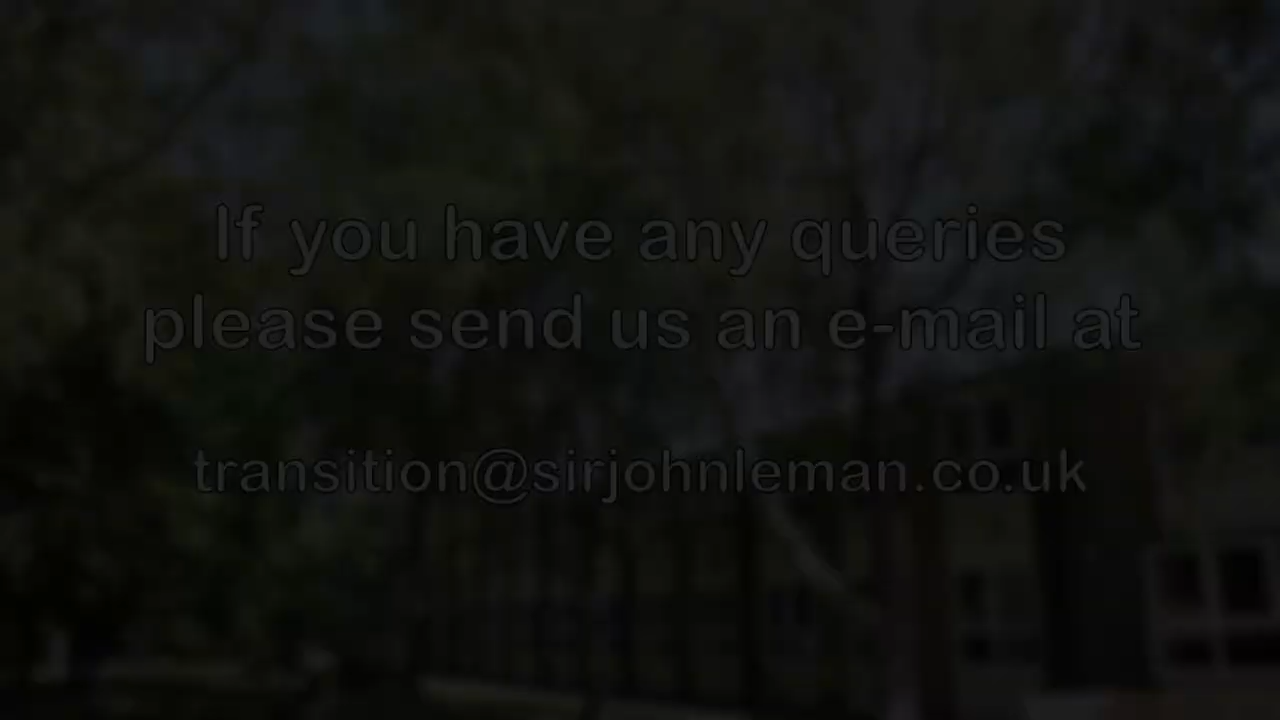 If you have any queries
please send us an e-mail at
transition@sirjohnleman.co.uk